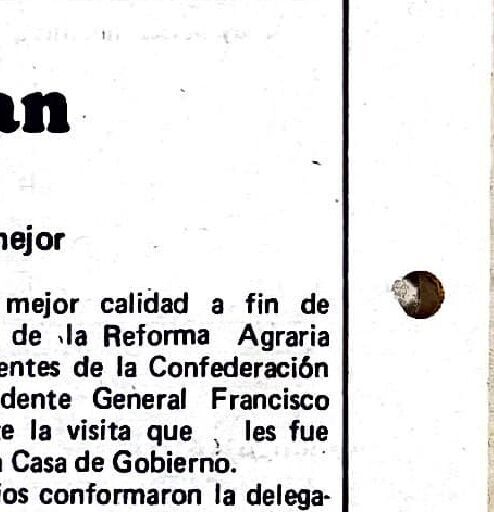 an
nejor
mejor calidad a fin de
de la Reforma Agraria
entes de la Confederación
dente General Francisco
e la visita que les fue
Casa de Gobierno.
ios conformaron la delega-